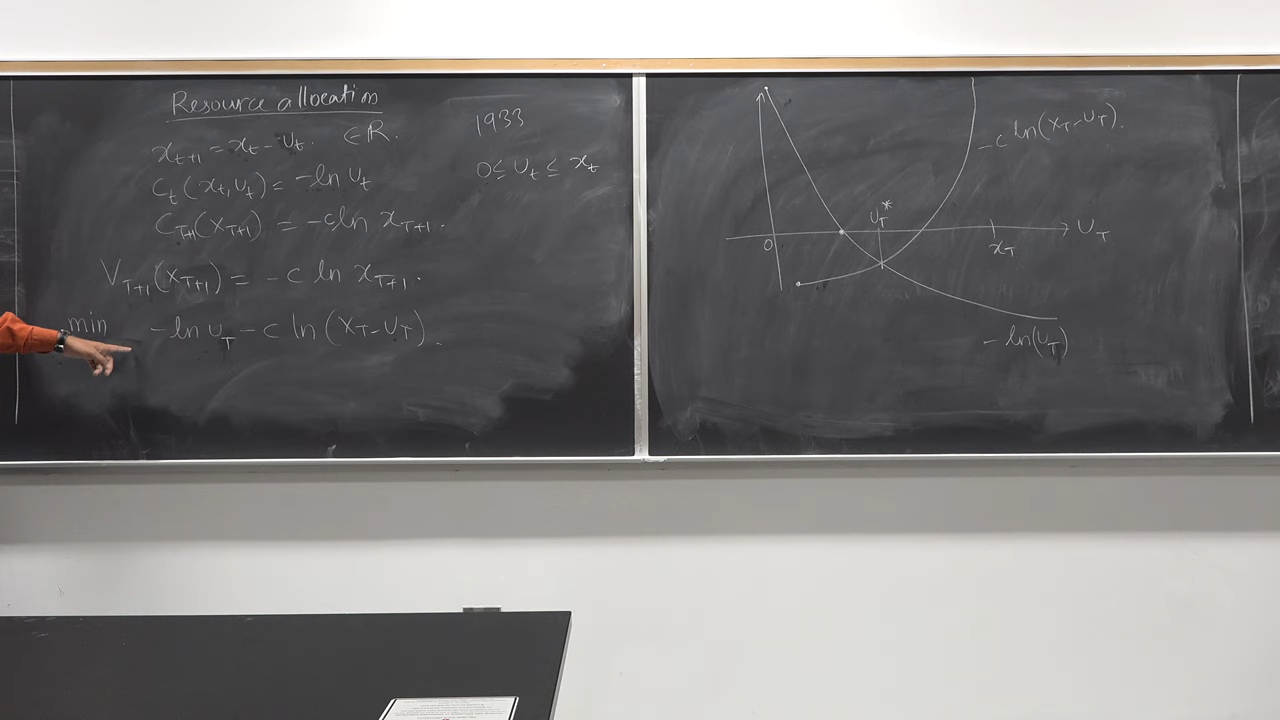 Resource allocation
1933
x_{t+1} = x_t - u_t. ∈ R.
0 ≤ u_t ≤ x_t
C_t(x_t, u_t) = -ln u_t
C_{T+1}(x_{T+1}) = -c ln x_{T+1}.
V_{T+1}(x_{T+1}) = -c ln x_{T+1}.
min -ln u_T - c ln (x_T - u_T).
-c ln(x_T - u_T).
u_T^*
0
x_T
u_T
-ln(u_T)